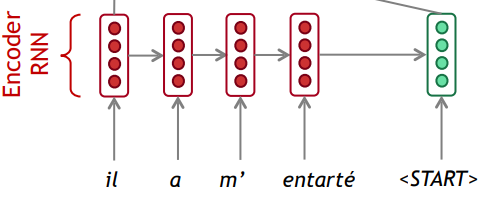 Encoder
RNN
il a m’ entarté <START>